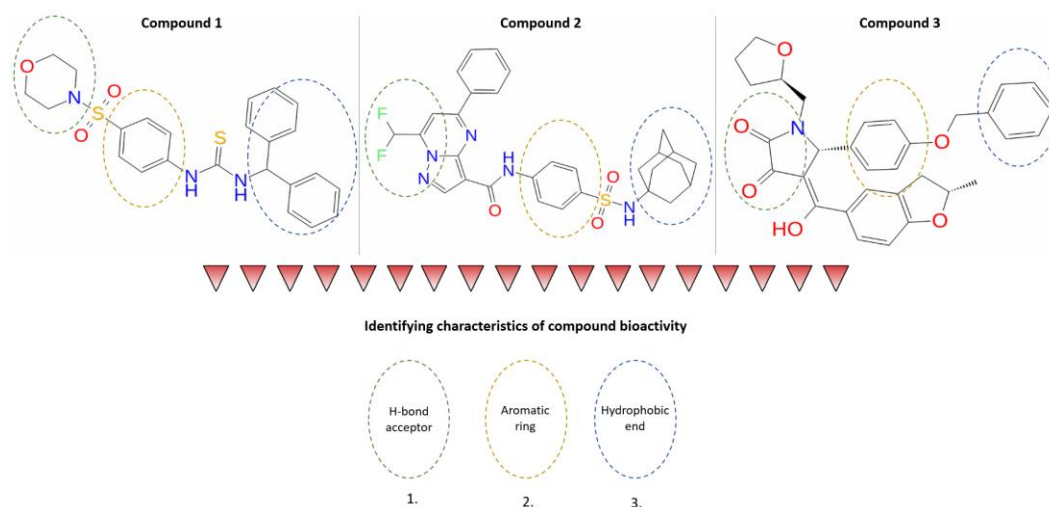 Compound 1
Compound 2
Compound 3
O
N
S
O
O
S
N
H
N
H
F
F
N
N
N
H
N
O
O
S
O
N
H
O
O
N
O
O
HO
O
Identifying characteristics of compound bioactivity
H-bond
acceptor
Aromatic
ring
Hydrophobic
end
1.
2.
3.